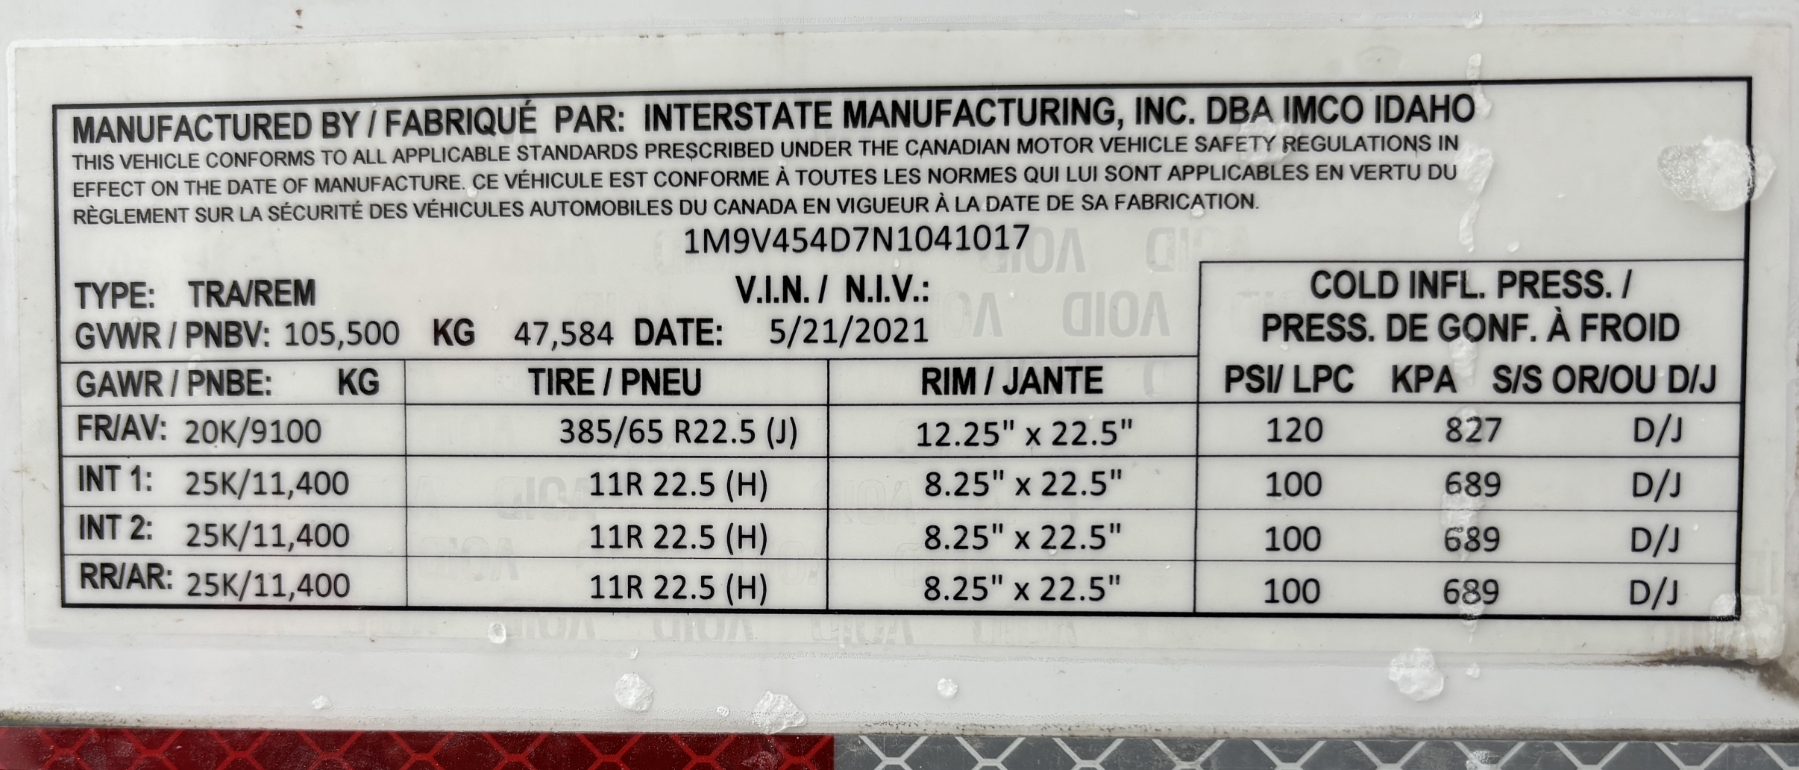 MANUFACTURED BY / FABRIQUÉ PAR: INTERSTATE MANUFACTURING, INC. DBA IMCO IDAHO
THIS VEHICLE CONFORMS TO ALL APPLICABLE STANDARDS PRESCRIBED UNDER THE CANADIAN MOTOR VEHICLE SAFETY REGULATIONS IN
EFFECT ON THE DATE OF MANUFACTURE. CE VÉHICULE EST CONFORME À TOUTES LES NORMES QUI LUI SONT APPLICABLES EN VERTU DU
RÈGLEMENT SUR LA SÉCURITÉ DES VÉHICULES AUTOMOBILES DU CANADA EN VIGUEUR À LA DATE DE SA FABRICATION.
1M9V454D7N1041017
TYPE: TRA/REM V.I.N. / N.I.V.:
GVWR / PNBV: 105,500 KG 47,584 DATE: 5/21/2021
COLD INFL. PRESS. /
PRESS. DE GONF. À FROID
GAWR / PNBE: KG TIRE / PNEU RIM / JANTE PSI/ LPC KPA S/S OR/OU D/J
FR/AV: 20K/9100 385/65 R22.5 (J) 12.25" x 22.5" 120 827 D/J
INT 1: 25K/11,400 11R 22.5 (H) 8.25" x 22.5" 100 689 D/J
INT 2: 25K/11,400 11R 22.5 (H) 8.25" x 22.5" 100 689 D/J
RR/AR: 25K/11,400 11R 22.5 (H) 8.25" x 22.5" 100 689 D/J